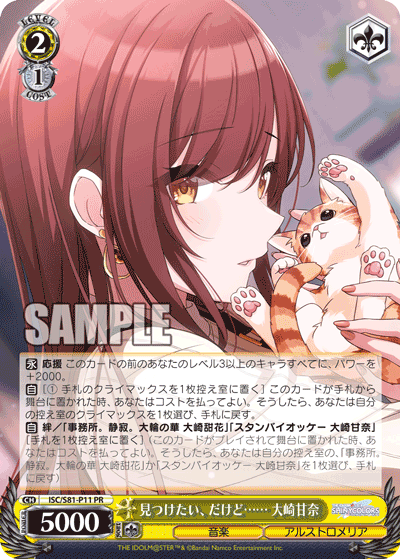 LEVEL
2
1
COST
SAMPLE
永 応援 このカードの前のあなたのレベル3以上のキャラすべてに、パワーを
+2000。
自 [① 手札のクライマックスを1枚控え室に置く] このカードが手札から
舞台に置かれた時、あなたはコストを払ってよい。そうしたら、あなたは自分
の控え室のクライマックスを1枚選び、手札に戻す。
自 絆／「事務所。静寂。大輪の華 大崎甜花」「スタンバイオッケー 大崎甘奈」
[手札を1枚控え室に置く] (このカードがプレイされて舞台に置かれた時、
あなたはコストを払ってよい。そうしたら、あなたは自分の控え室の、「事務所。
静寂。大輪の華 大崎甜花」か「スタンバイオッケー 大崎甘奈」を1枚選び、手札に
戻す)
CH ISC/S81-P11 PR
見つけたい、だけど…… 大崎甘奈
POWER
5000
音楽
アルストロメリア
THE IDOLM@STER™& ©Bandai Namco Entertainment Inc.